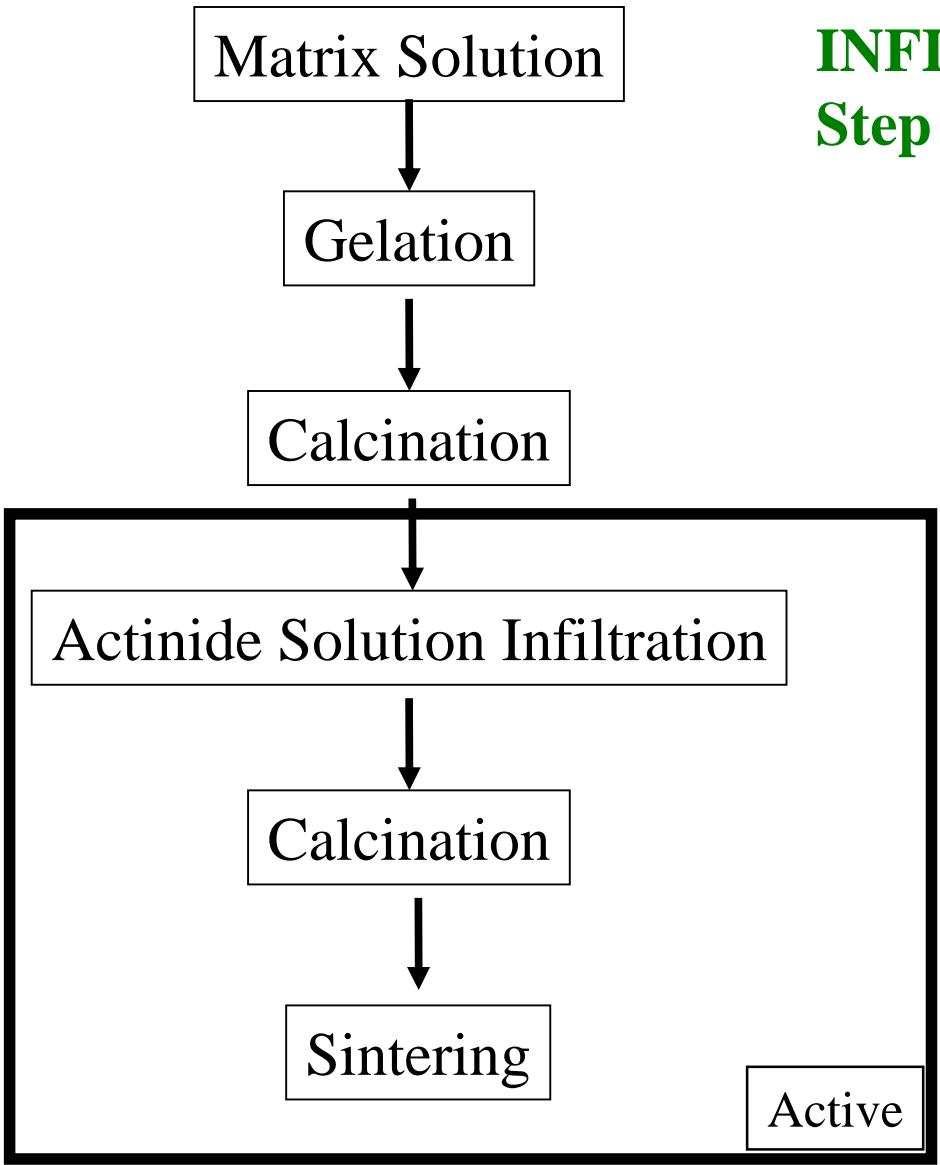 Matrix Solution
INFI
Step
Gelation
Calcination
Actinide Solution Infiltration
Calcination
Sintering
Active